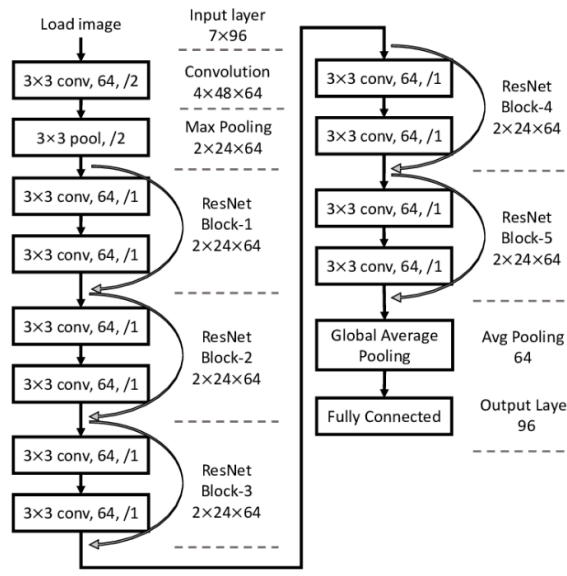 Load image
Input layer
7×96
3×3 conv, 64, /2
Convolution
4×48×64
3×3 pool, /2
Max Pooling
2×24×64
3×3 conv, 64, /1
3×3 conv, 64, /1
ResNet
Block-1
2×24×64
3×3 conv, 64, /1
3×3 conv, 64, /1
ResNet
Block-2
2×24×64
3×3 conv, 64, /1
3×3 conv, 64, /1
ResNet
Block-3
2×24×64
3×3 conv, 64, /1
3×3 conv, 64, /1
ResNet
Block-4
2×24×64
3×3 conv, 64, /1
3×3 conv, 64, /1
ResNet
Block-5
2×24×64
Global Average
Pooling
Avg Pooling
64
Fully Connected
Output Laye
96